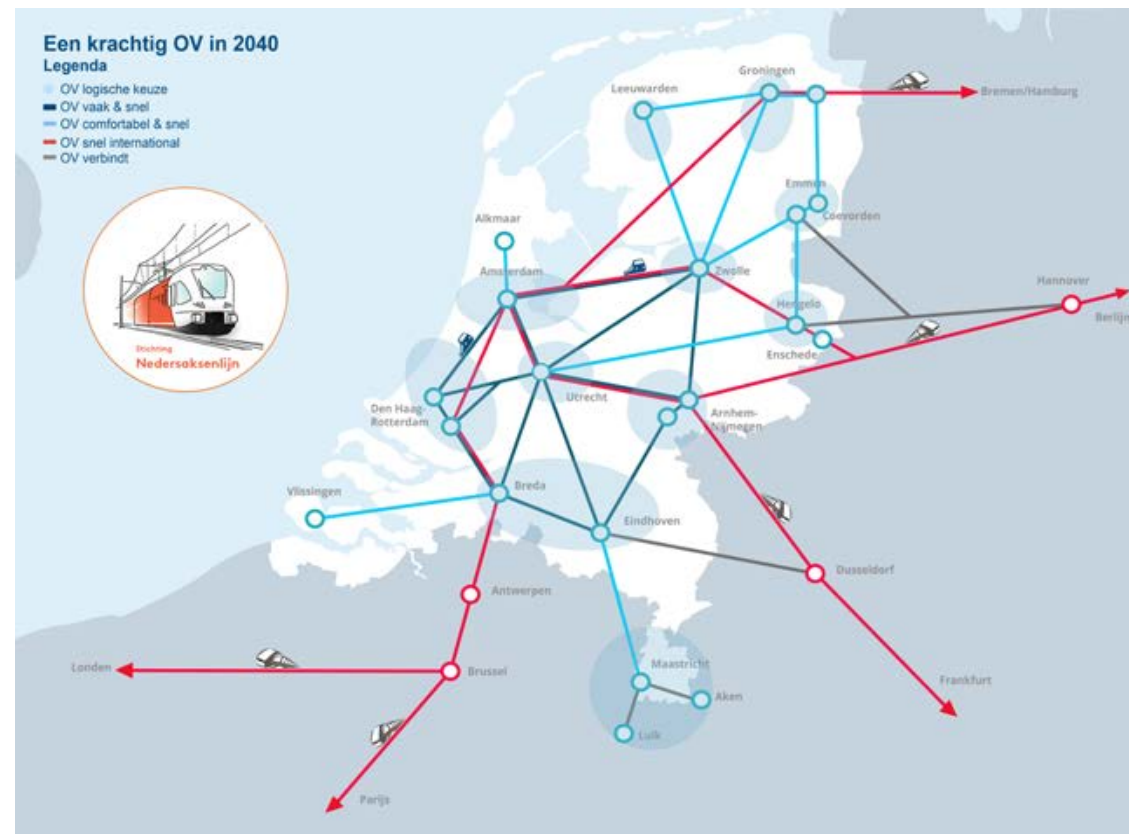 Een krachtig OV in 2040
Legenda
OV logische keuze
OV vaak & snel
OV comfortabel & snel
OV snel international
OV verbindt
Stichting
Nedersaksenlijn
Groningen
Leeuwarden
Bremen/Hamburg
Emmen
Coevorden
Alkmaar
Amsterdam
Zwolle
Hannover
Hengelo
Berlijn
Enschede
Utrecht
Den Haag-
Rotterdam
Arnhem-
Nijmegen
Vlissingen
Breda
Eindhoven
Dusseldorf
Antwerpen
Maastricht
Londen
Brussel
Frankfurt
Aken
Luik
Parijs